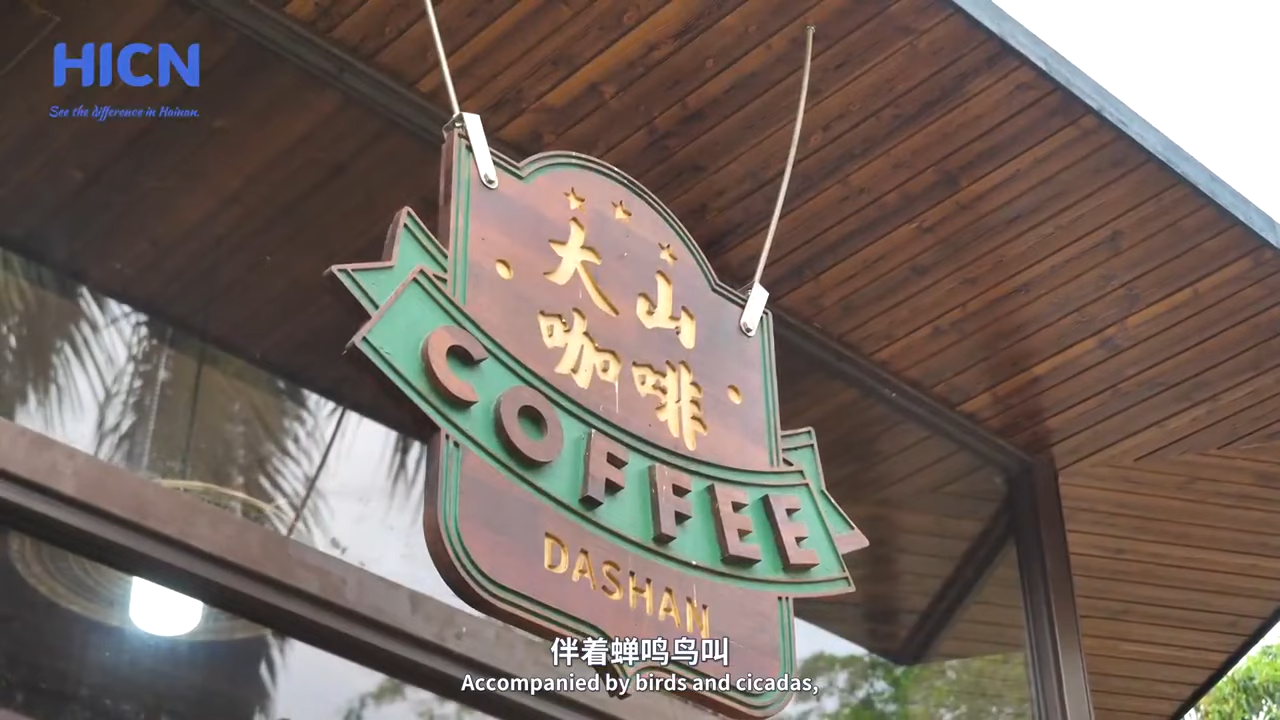 HICN
See the difference in Hainan.
大山
咖啡
COFFEE
DASHAN
伴着蝉鸣鸟叫
Accompanied by birds and cicadas,